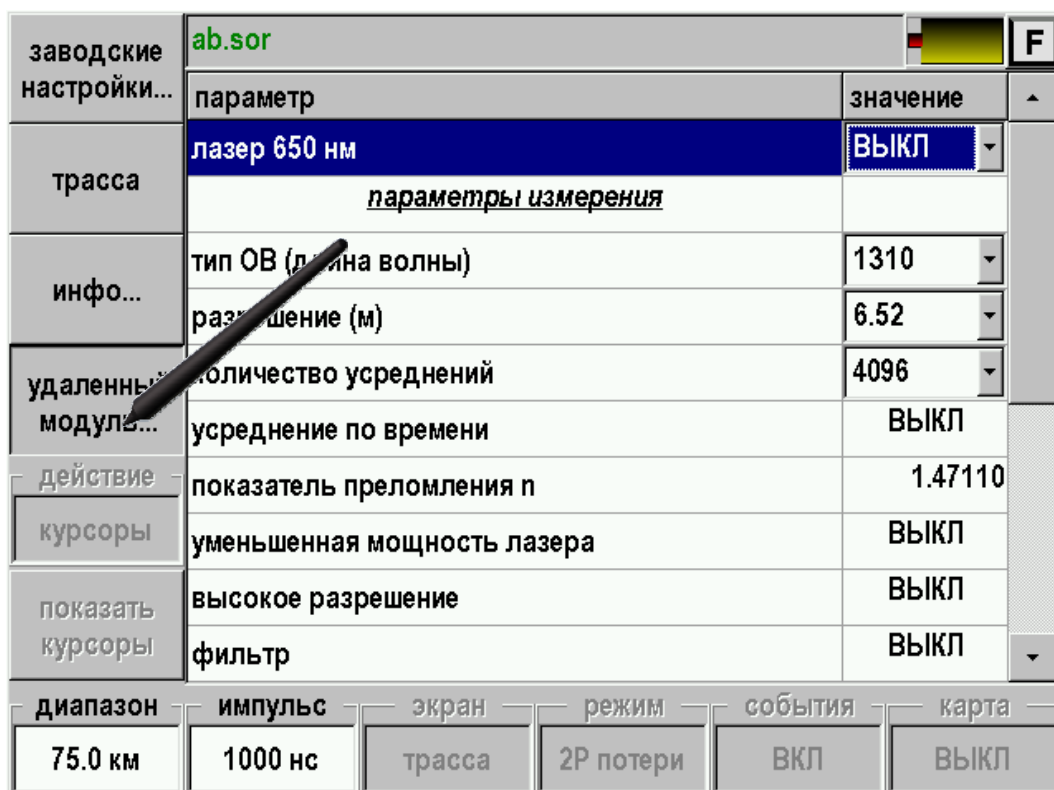 заводские
настройки...
ab.sor
F
параметр
значение
лазер 650 нм
ВЫКЛ
трасса
параметры измерения
тип ОВ (длина волны)
1310
инфо...
разрешение (м)
6.52
удаленный
модуль...
количество усреднений
4096
усреднение по времени
ВЫКЛ
действие
курсоры
показатель преломления n
1.47110
уменьшенная мощность лазера
ВЫКЛ
показать
курсоры
высокое разрешение
ВЫКЛ
фильтр
ВЫКЛ
диапазон
импульс
экран
режим
события
карта
75.0 км
1000 нс
трасса
2P потери
ВКЛ
ВЫКЛ